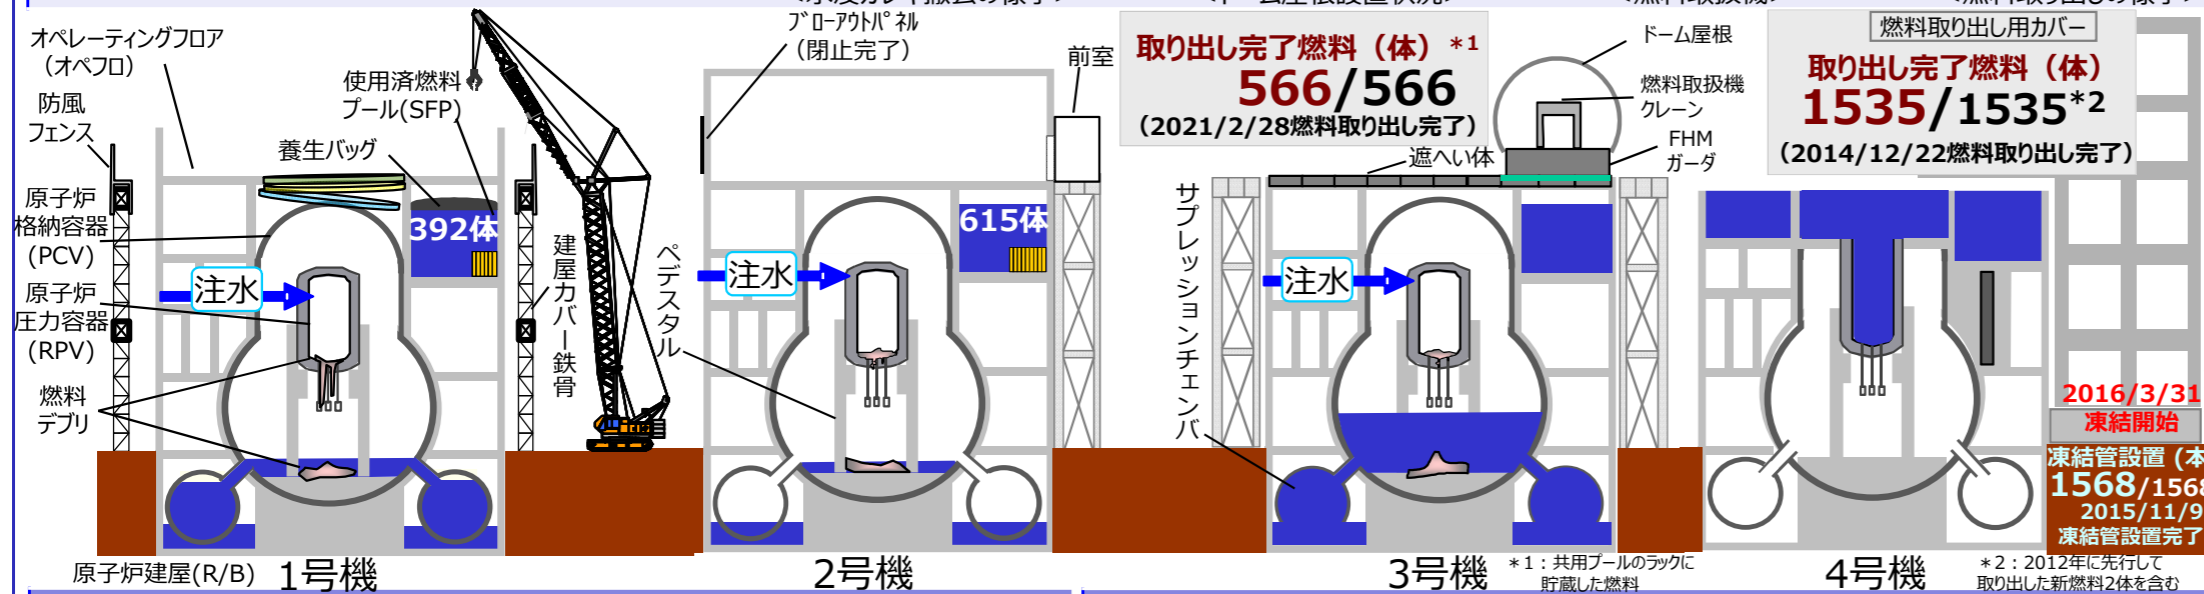 オペレーティングフロア
（オペフロ）
防風
フェンス
使用済燃料
プール(SFP)
養生バッグ
原子炉
格納容器
(PCV)
原子炉
圧力容器
(RPV)
燃料
デブリ
注水
392体
建屋カバー鉄骨
原子炉建屋(R/B)
1号機
ﾌﾞﾛｰｱｳﾄﾊﾟﾈﾙ
（閉止完了）
前室
615体
注水
ペデスタル
2号機
取り出し完了燃料（体）*1
566/566
(2021/2/28燃料取り出し完了)
ドーム屋根
燃料取扱機
クレーン
FHM
ガーダ
遮へい体
注水
サプレッションチェンバ
3号機
*1：共用プールのラックに
貯蔵した燃料
燃料取り出し用カバー
取り出し完了燃料（体）
1535/1535*2
(2014/12/22燃料取り出し完了)
2016/3/31
凍結開始
凍結管設置 (本
1568/1568
2015/11/9
凍結管設置完了
4号機
*2：2012年に先行して
取り出した新燃料2体を含む